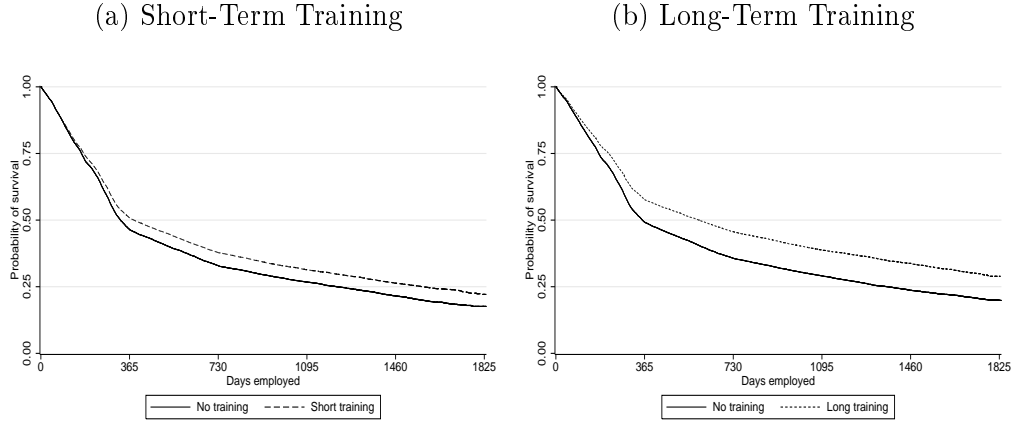 (a) Short-Term Training
Probability of survival
1.00
0.75
0.50
0.25
0.00
0 365 730 1095 1460 1825
Days employed
No training Short training
(b) Long-Term Training
Probability of survival
1.00
0.75
0.50
0.25
0.00
0 365 730 1095 1460 1825
Days employed
No training Long training